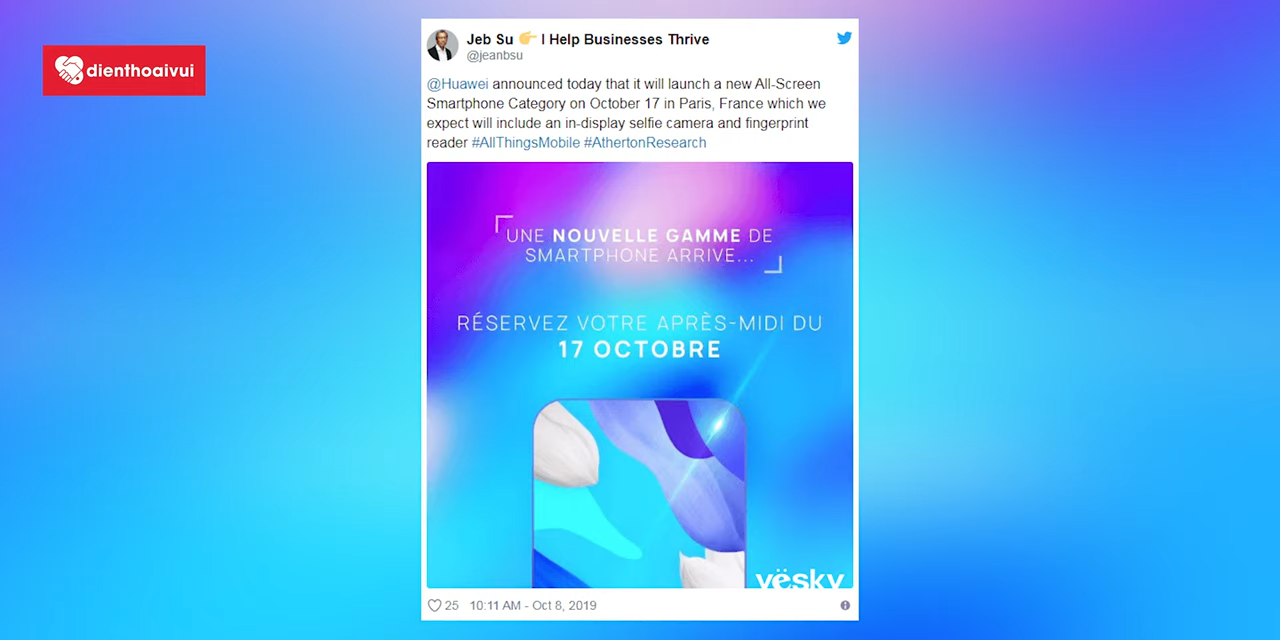 dienthoaivui
Jeb Su 👉 I Help Businesses Thrive
@jeanbsu
@Huawei announced today that it will launch a new All-Screen
Smartphone Category on October 17 in Paris, France which we
expect will include an in-display selfie camera and fingerprint
reader #AllThingsMobile #AthertonResearch
UNE NOUVELLE GAMME DE
SMARTPHONE ARRIVE...
RÉSERVEZ VOTRE APRÈS-MIDI DU
17 OCTOBRE
vësky
25 10:11 AM - Oct 8, 2019